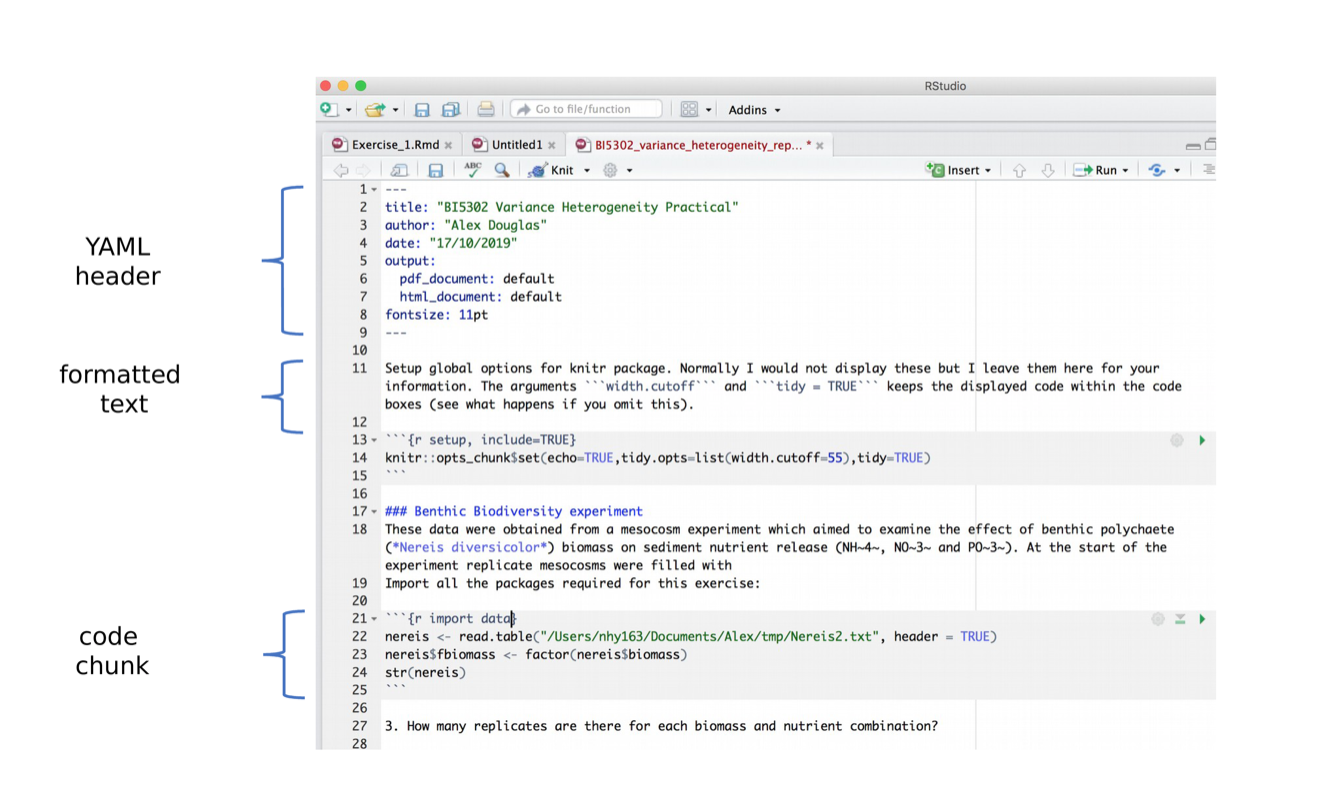 RStudio
Go to file/function
Addins
Exercise_1.Rmd
Untitled1
BI5302_variance_heterogeneity_rep... *
ABC
Knit
Insert
Run
YAML
header
formatted
text
code
chunk
1 ---
2 title: "BI5302 Variance Heterogeneity Practical"
3 author: "Alex Douglas"
4 date: "17/10/2019"
5 output:
6   pdf_document: default
7   html_document: default
8 fontsize: 11pt
9 ---
10
11 Setup global options for knitr package. Normally I would not display these but I leave them here for your
information. The arguments ```width.cutoff``` and ```tidy = TRUE``` keeps the displayed code within the code
boxes (see what happens if you omit this).
12
13 ```{r setup, include=TRUE}
14 knitr::opts_chunk$set(echo=TRUE,tidy.opts=list(width.cutoff=55),tidy=TRUE)
15 ```
16
17 ### Benthic Biodiversity experiment
18 These data were obtained from a mesocosm experiment which aimed to examine the effect of benthic polychaete
(*Nereis diversicolor*) biomass on sediment nutrient release (NH~4~, NO~3~ and PO~3~). At the start of the
experiment replicate mesocosms were filled with
19 Import all the packages required for this exercise:
20
21 ```{r import data}
22 nereis <- read.table("/Users/nhy163/Documents/Alex/tmp/Nereis2.txt", header = TRUE)
23 nereis$fbiomass <- factor(nereis$biomass)
24 str(nereis)
25 ```
26
27 3. How many replicates are there for each biomass and nutrient combination?
28